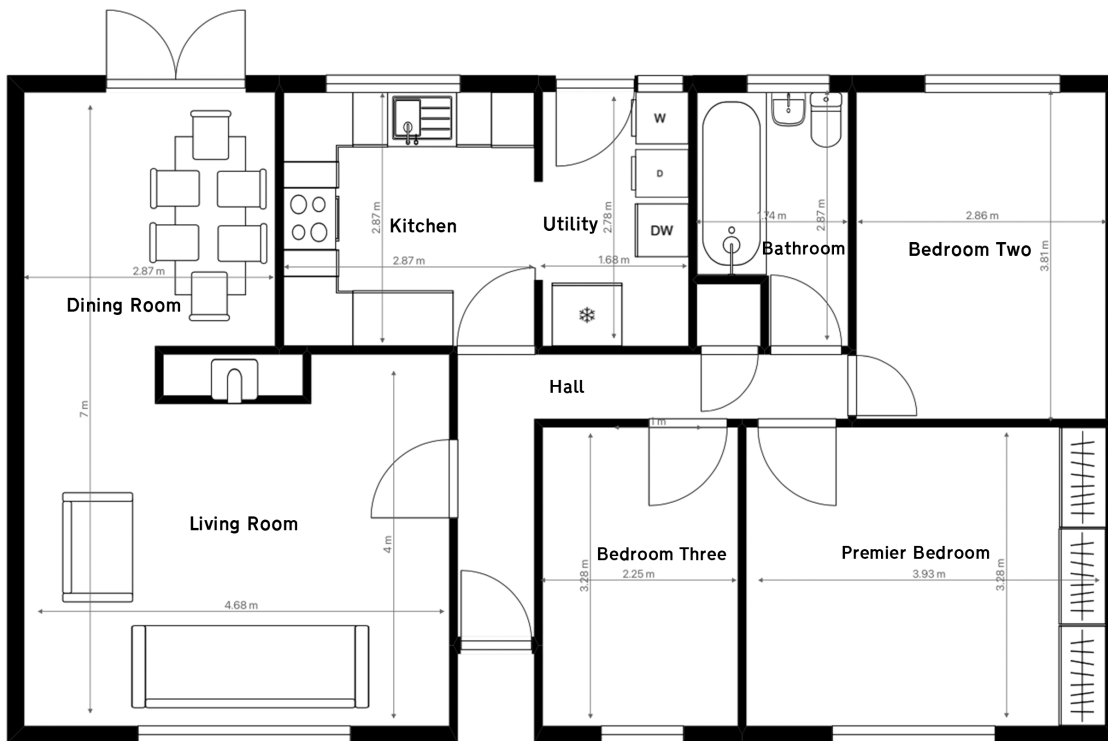 W
D
DW
2.87 m
2.78 m
Kitchen
Utility
1.74 m
2.87 m
Bathroom
2.86 m
Bedroom Two
3.81 m
2.87 m
Dining Room
2.87 m
1.68 m
Hall
7 m
1 m
Living Room
4 m
4.68 m
Bedroom Three
2.25 m
3.28 m
Premier Bedroom
3.93 m
3.28 m